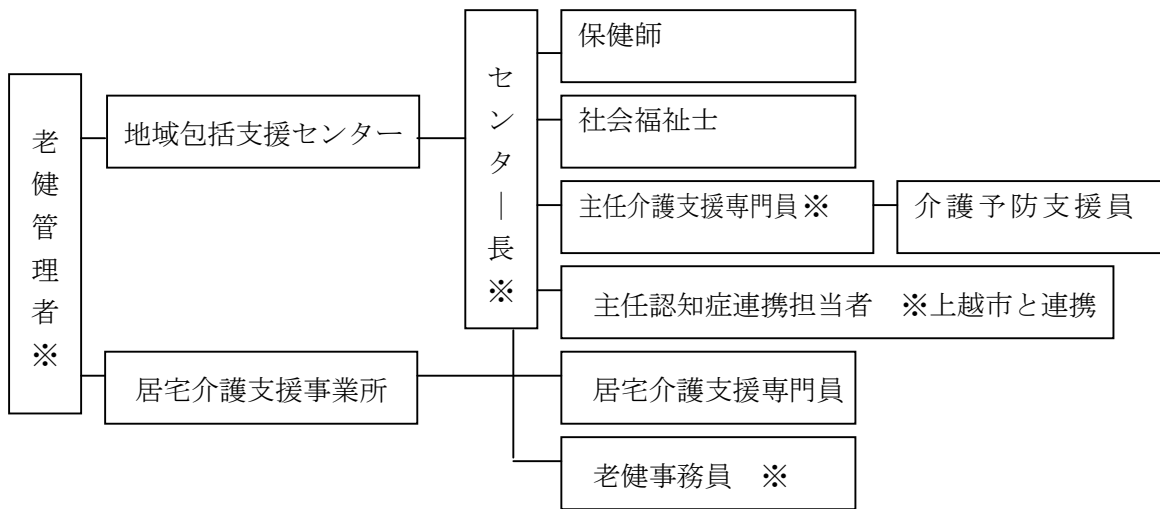 老健管理者※
地域包括支援センター
居宅介護支援事業所
センター長※
保健師
社会福祉士
主任介護支援専門員※
介護予防支援員
主任認知症連携担当者　※上越市と連携
居宅介護支援専門員
老健事務員　※